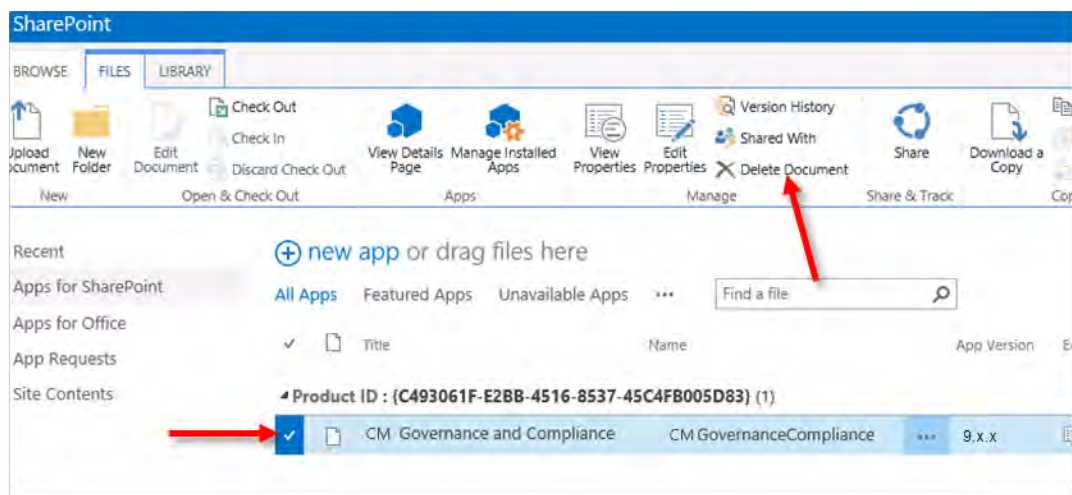 SharePoint
BROWSE FILES LIBRARY
Check Out
Check In
Discard Check Out
New Folder
Edit Document
Open & Check Out
View Details Page
Manage Installed Apps
Apps
View Properties
Edit Properties
Version History
Shared With
Delete Document
Manage
Share
Share & Track
Download a Copy
New
Recent
Apps for SharePoint
Apps for Office
App Requests
Site Contents
new app or drag files here
All Apps Featured Apps Unavailable Apps ••• Find a file
Title Name App Version
Product ID : {C493061F-E2BB-4516-8537-45C4FB005D83} (1)
CM Governance and Compliance CM GovernanceCompliance ... 9.x.x